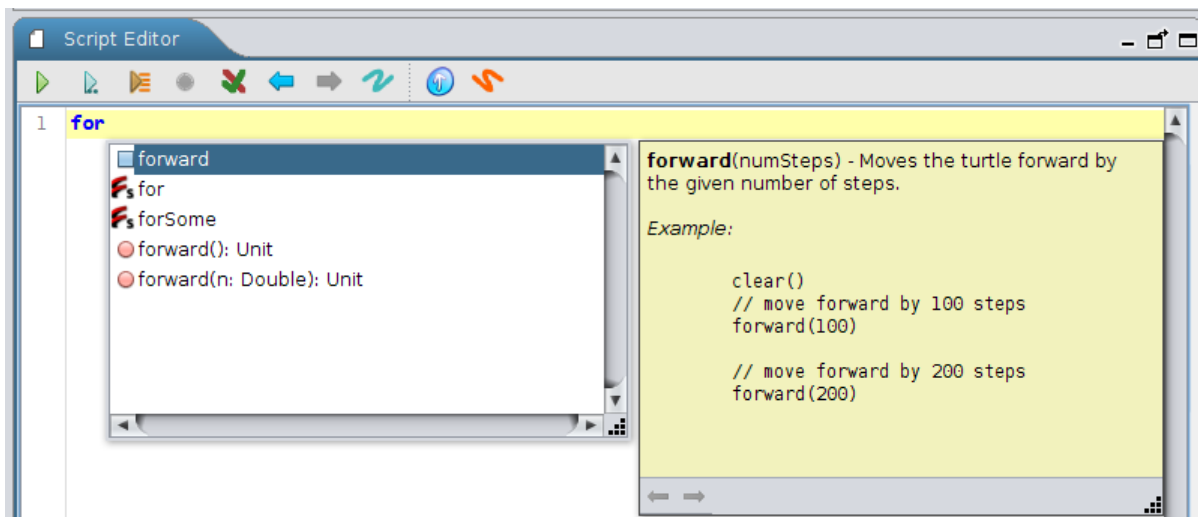 Script Editor
1 for
forward
for
forSome
forward(): Unit
forward(n: Double): Unit
forward(numSteps) - Moves the turtle forward by
the given number of steps.
Example:
clear()
// move forward by 100 steps
forward(100)
// move forward by 200 steps
forward(200)